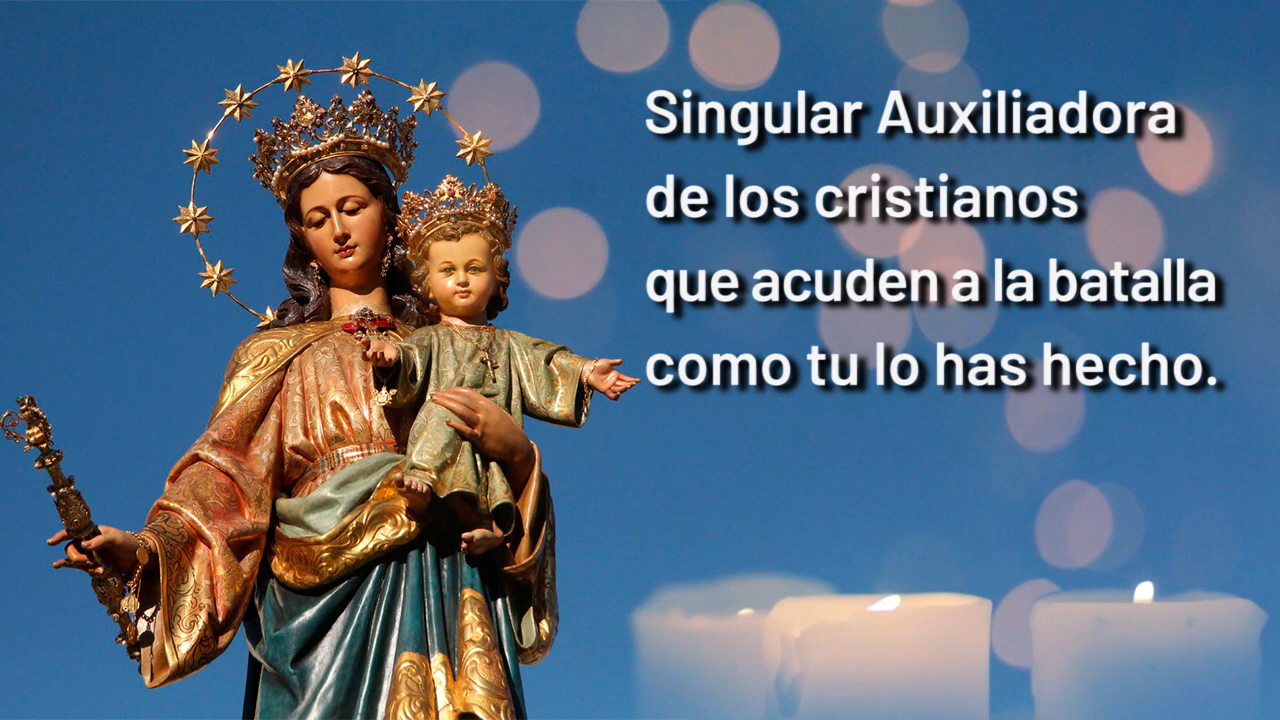 Singular Auxiliadora
de los cristianos
que acuden a la batalla
como tu lo has hecho.